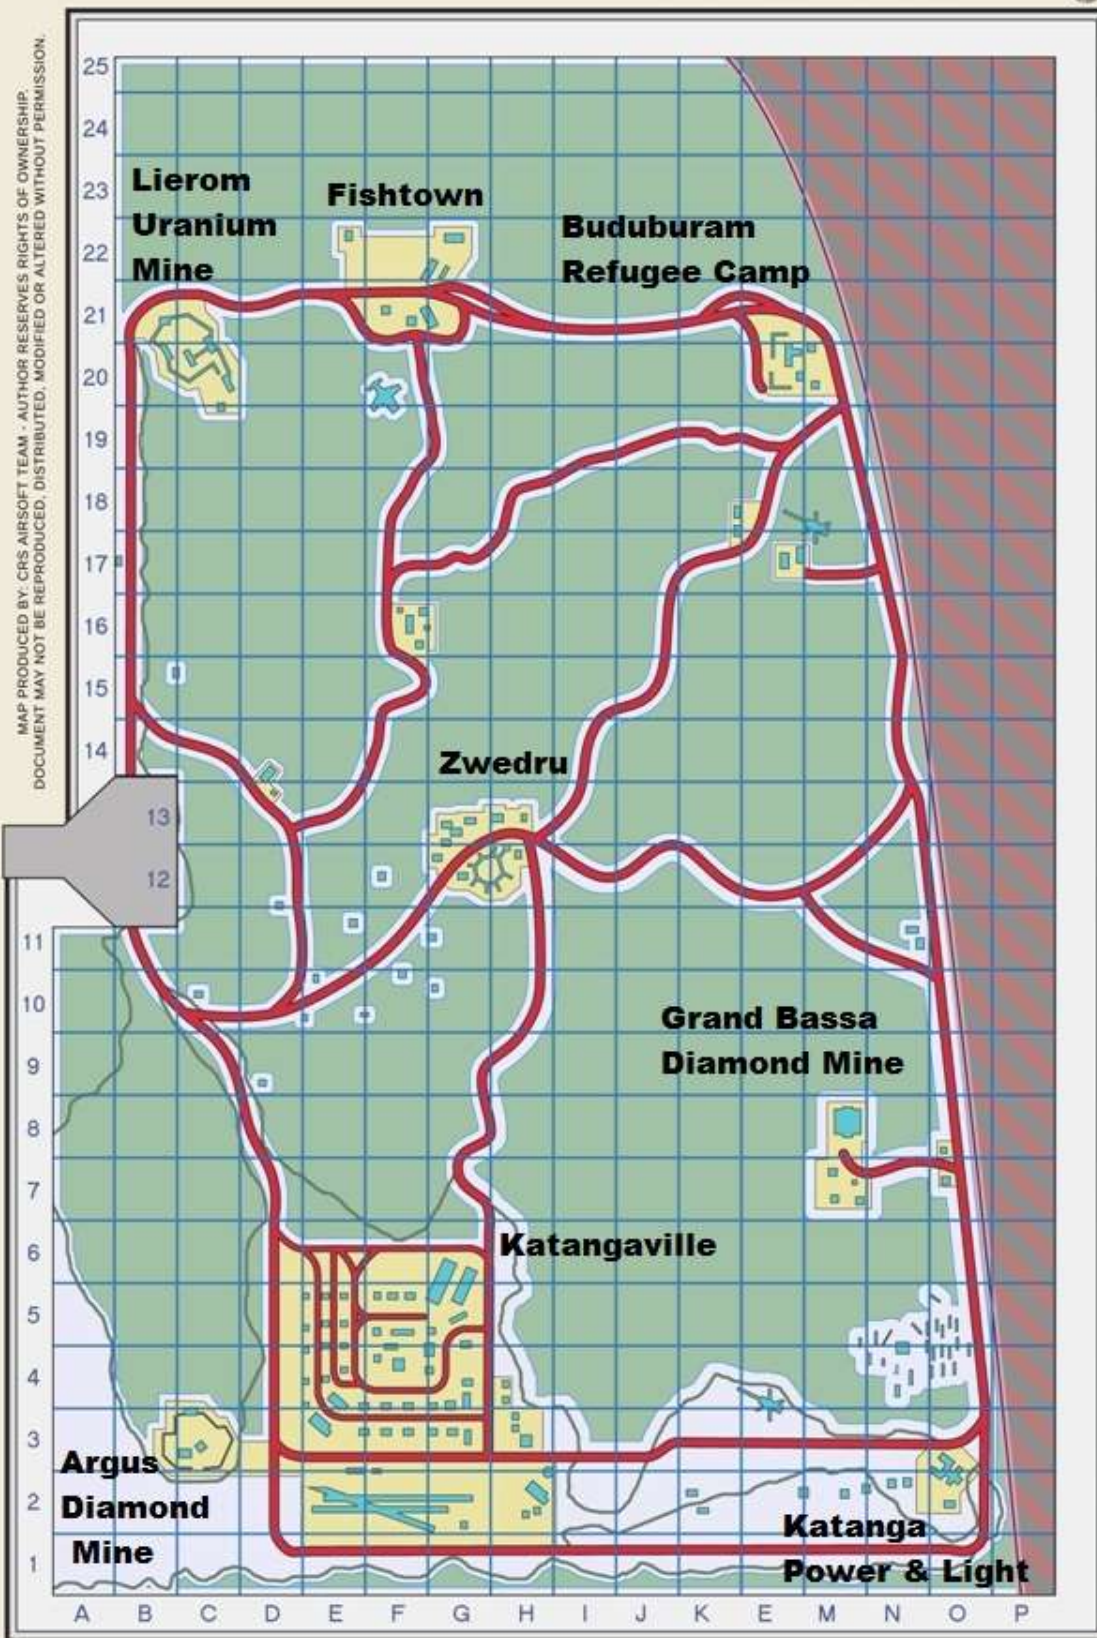 MAP PRODUCED BY: CRS AIRSOFT TEAM - AUTHOR RESERVES RIGHTS OF OWNERSHIP.
DOCUMENT MAY NOT BE REPRODUCED, DISTRIBUTED, MODIFIED OR ALTERED WITHOUT PERMISSION.
25
24
23
22
21
20
19
18
17
16
15
14
13
12
11
10
9
8
7
6
5
4
3
2
1
Lierom
Uranium
Mine
Fishtown
Buduburam
Refugee Camp
Zwedru
Grand Bassa
Diamond Mine
Katangaville
Argus
Diamond
Mine
Katanga
Power & Light
A B C D E F G H I J K E M N O P